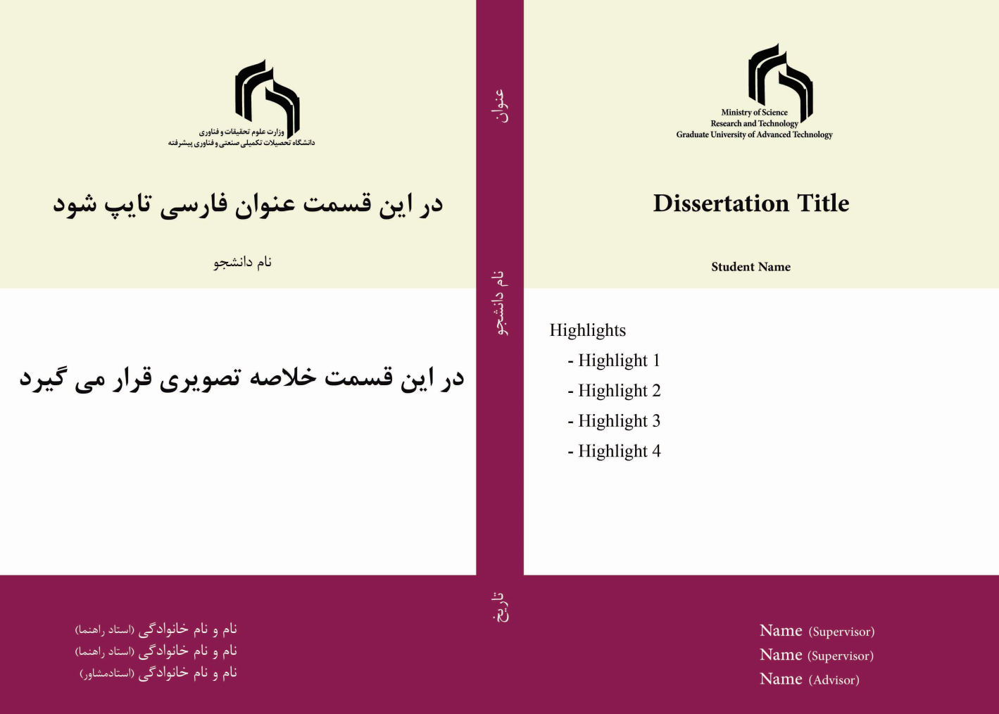 وزارت علوم تحقیقات و فناوری
دانشگاه تحصیلات تکمیلی صنعتی و فناوری پیشرفته
در این قسمت عنوان فارسی تایپ شود
نام دانشجو
در این قسمت خلاصه تصویری قرار می گیرد
نام و نام خانوادگی (استاد راهنما)
نام و نام خانوادگی (استاد راهنما)
نام و نام خانوادگی (استادمشاور)
عنوان
نام دانشجو
تاریخ
Ministry of Science
Research and Technology
Graduate University of Advanced Technology
Dissertation Title
Student Name
Highlights
- Highlight 1
- Highlight 2
- Highlight 3
- Highlight 4
Name (Supervisor)
Name (Supervisor)
Name (Advisor)